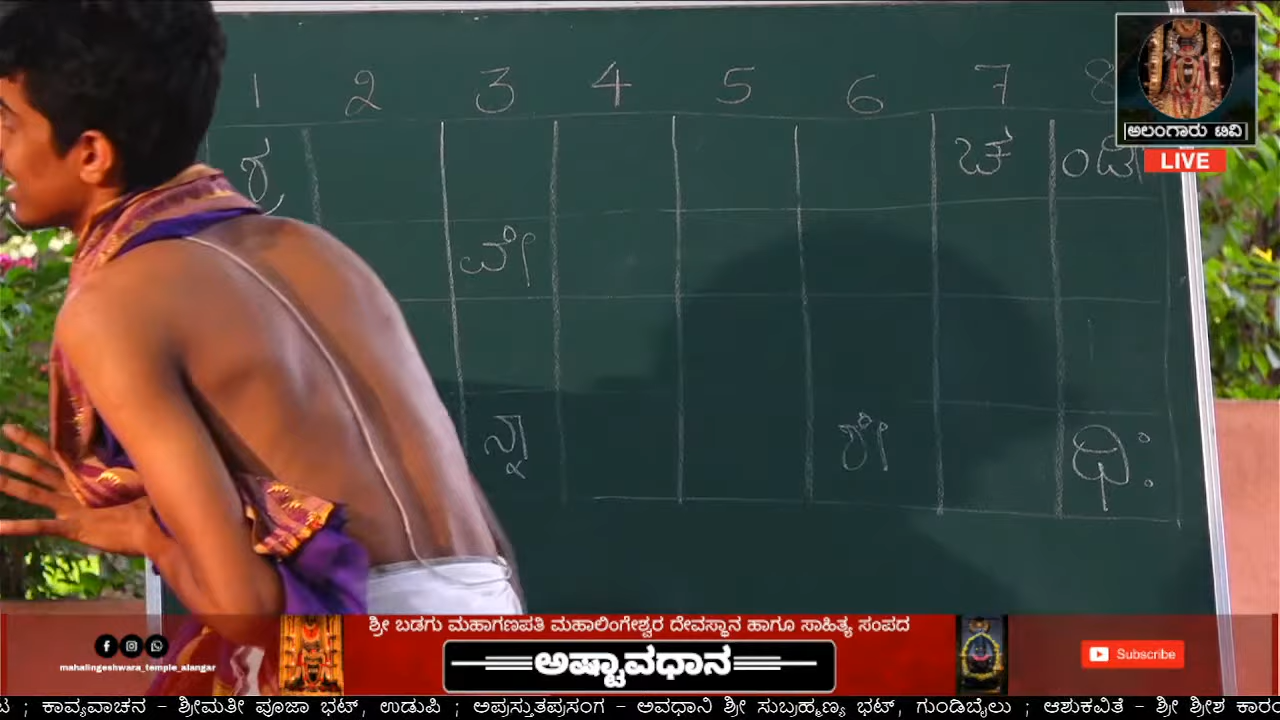 1 2 3 4 5 6 7 8
ಅಲಂಗಾರು ಟಿವಿ
LIVE
ಕ್ರ ಚ ಂಡೀ
ವೇ
ನ್ನಾ ಶೇ ಧಿಃ
ಶ್ರೀ ಬಡಗು ಮಹಾಗಣಪತಿ ಮಹಾಲಿಂಗೇಶ್ವರ ದೇವಸ್ಥಾನ ಹಾಗೂ ಸಾಹಿತ್ಯ ಸಂಪದ
ಅಷ್ಟಾವಧಾನ
Subscribe
mahalingeshwara_temple_alangar
; ಕಾವ್ಯವಾಚನ - ಶ್ರೀಮತೀ ಪೂಜಾ ಭಟ್, ಉಡುಪಿ ; ಅಪ್ರಸ್ತುತಪ್ರಸಂಗ - ಅವಧಾನಿ ಶ್ರೀ ಸುಬ್ರಹ್ಮಣ್ಯ ಭಟ್, ಗುಂಡಿಬೈಲು ; ಆಶುಕವಿತೆ - ಶ್ರೀ ಶ್ರೀಶ